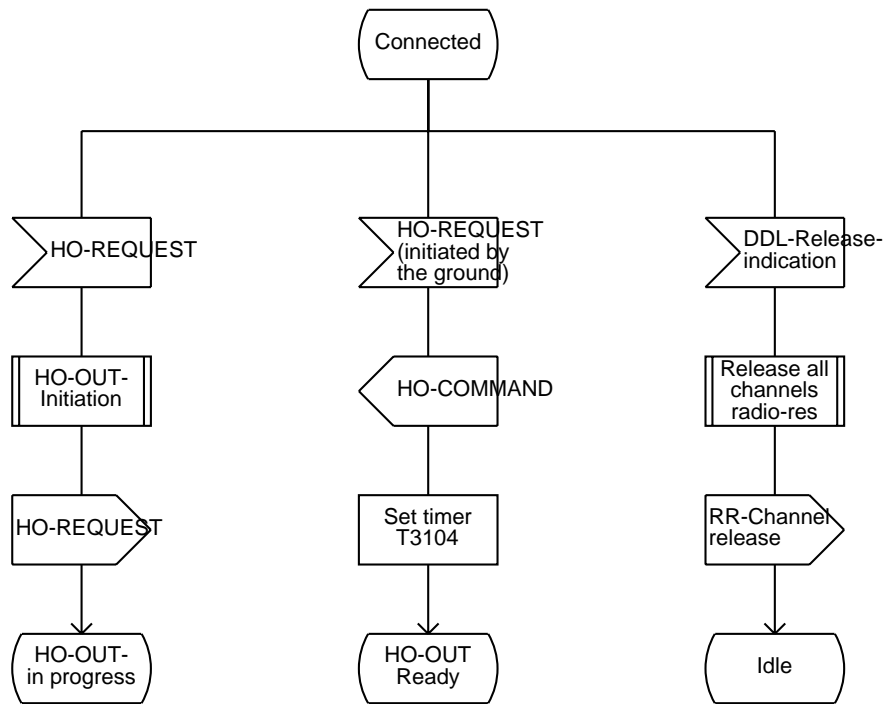 Connected
HO-REQUEST
HO-REQUEST
(initiated by
the ground)
DDL-Release-
indication
HO-OUT-
Initiation
HO-COMMAND
Release all
channels
radio-res
HO-REQUEST
Set timer
T3104
RR-Channel
release
HO-OUT-
in progress
HO-OUT
Ready
Idle